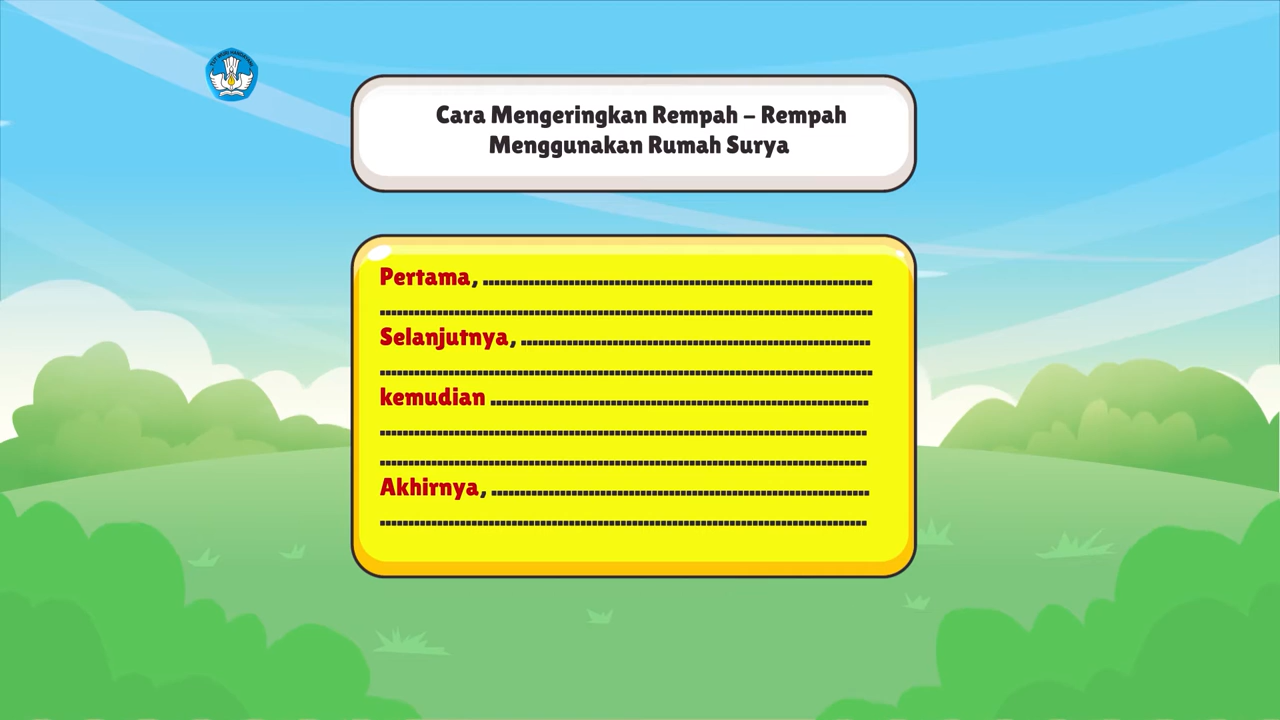 Cara Mengeringkan Rempah - Rempah
Menggunakan Rumah Surya
Pertama, ................................................................
................................................................................
Selanjutnya, .........................................................
................................................................................
kemudian ..............................................................
................................................................................
................................................................................
Akhirnya, ..............................................................
................................................................................